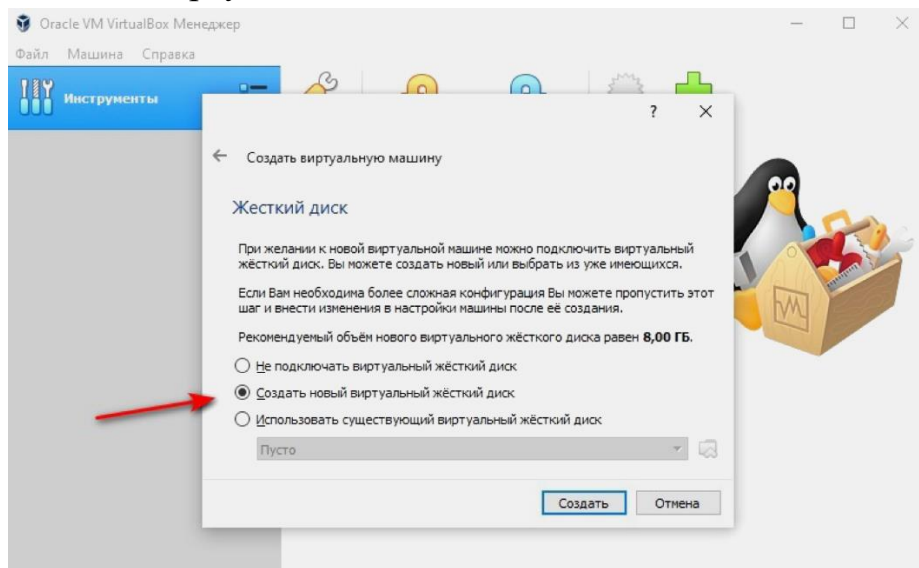 Oracle VM VirtualBox Менеджер
Файл Машина Справка
Инструменты
?
Создать виртуальную машину
Жесткий диск
При желании к новой виртуальной машине можно подключить виртуальный
жёсткий диск. Вы можете создать новый или выбрать из уже имеющихся.
Если Вам необходима более сложная конфигурация Вы можете пропустить этот
шаг и внести изменения в настройки машины после её создания.
Рекомендуемый объём нового виртуального жёсткого диска равен 8,00 ГБ.
Не подключать виртуальный жёсткий диск
Создать новый виртуальный жёсткий диск
Использовать существующий виртуальный жёсткий диск
Пусто
Создать Отмена